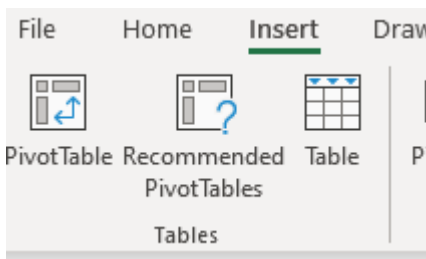 File Home Insert Draw
PivotTable Recommended PivotTables Table
Tables